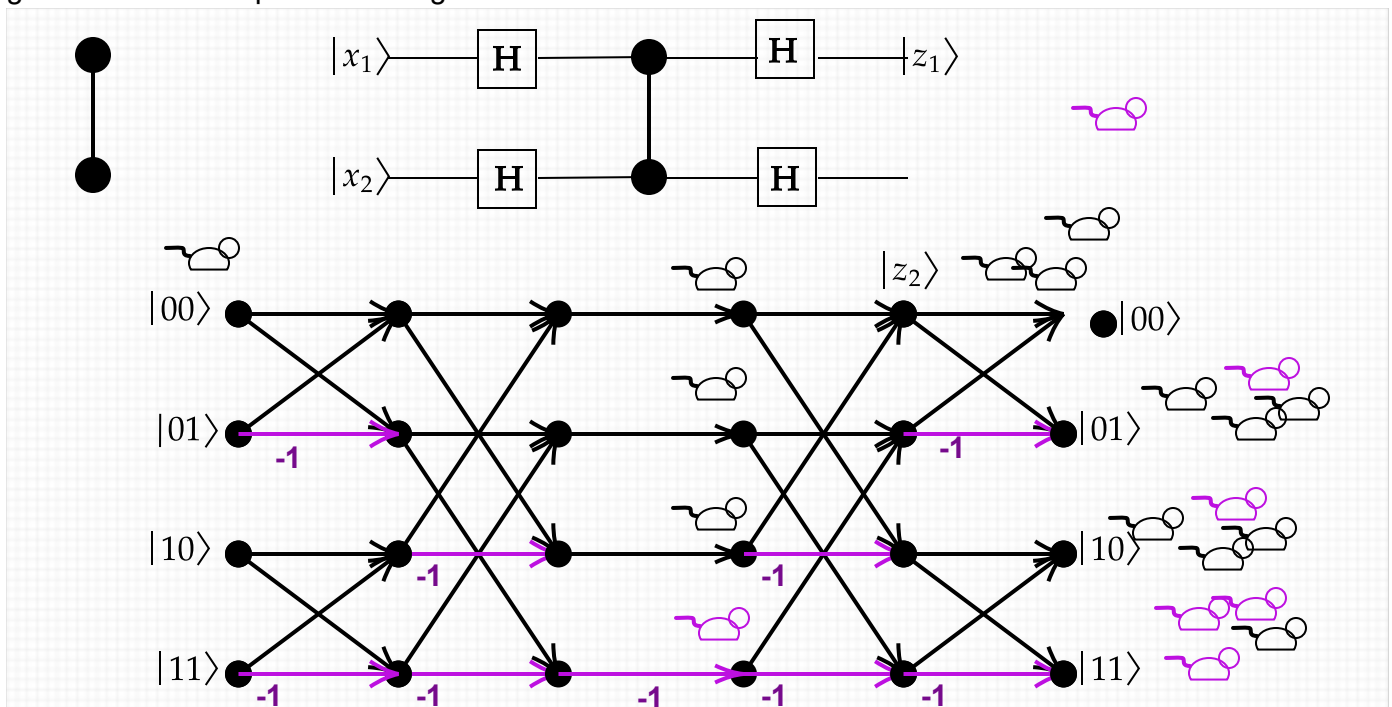 |x₁⟩ H H |z₁⟩
|x₂⟩ H H
|z₂⟩
|00⟩ |00⟩
|01⟩ -1 -1 |01⟩
|10⟩ -1 -1 |10⟩
|11⟩ -1 -1 -1 -1 -1 |11⟩